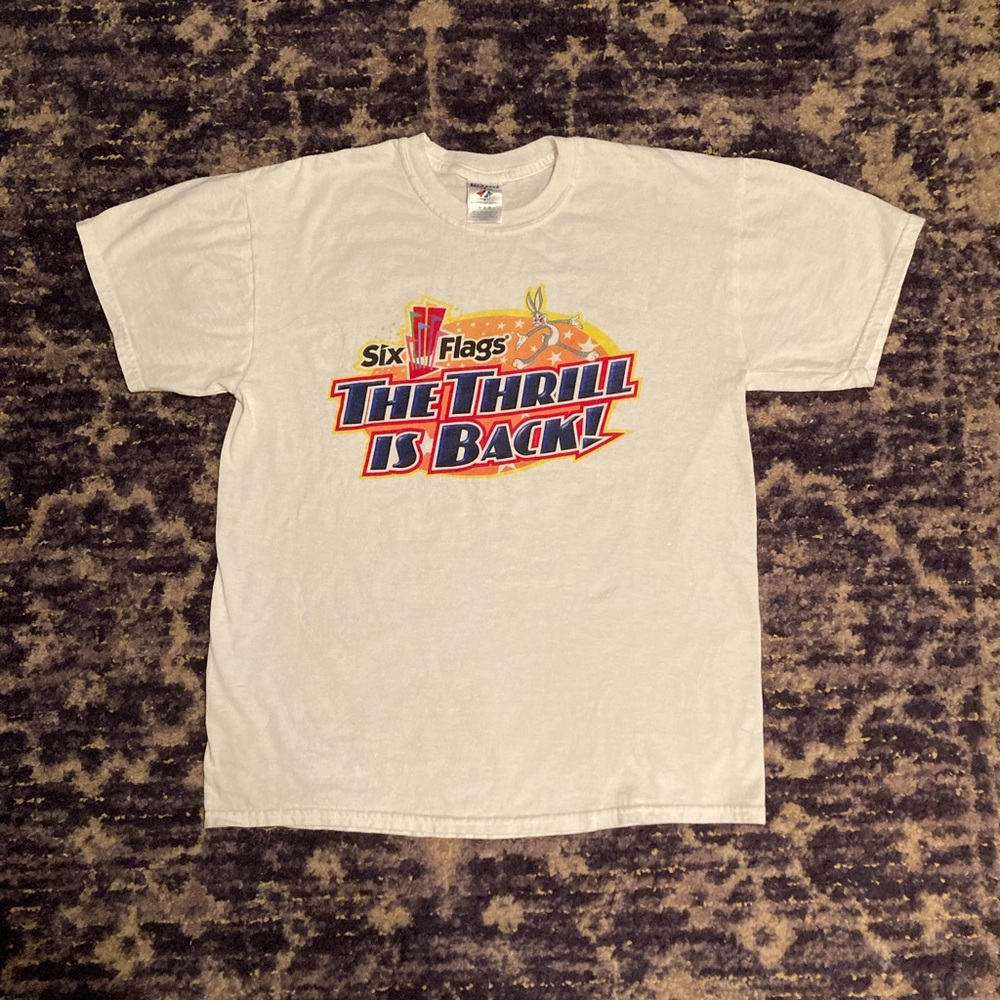 Six Flags
THE THRILL
IS BACK!